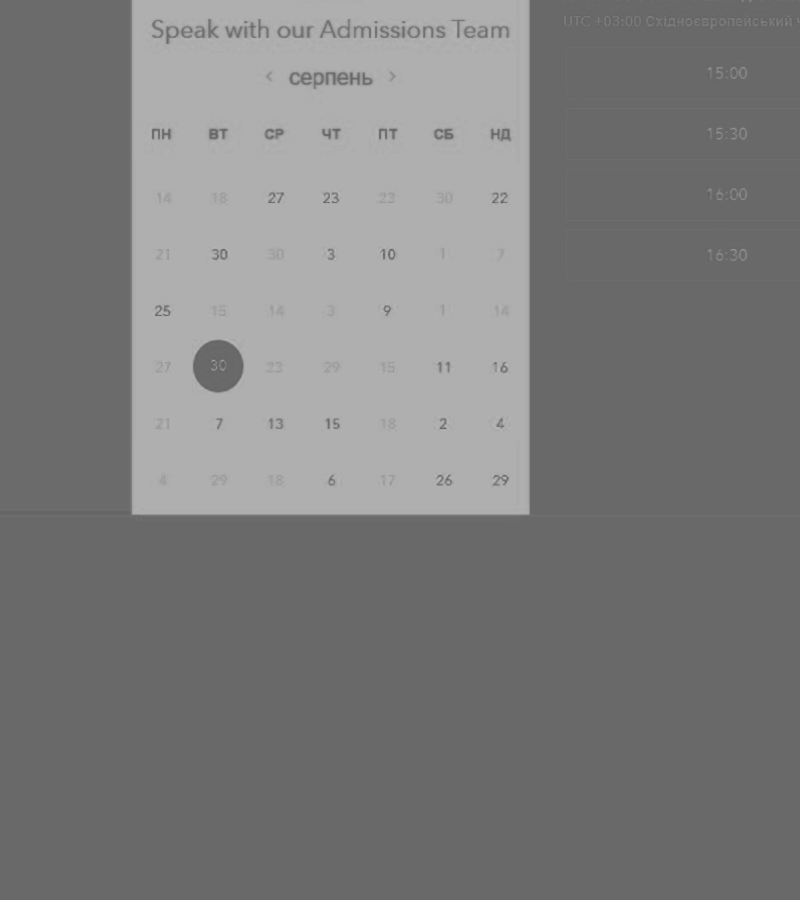 Speak with our Admissions Team
< серпень >
ПН ВТ СР ЧТ ПТ СБ НД
14 18 27 23 23 30 22
21 30 30 3 10 1 7
25 15 14 3 9 1 14
27 30 23 29 15 11 16
21 7 13 15 18 2 4
4 29 18 6 17 26 29
UTC +03:00 Східноєвропейський
15:00
15:30
16:00
16:30